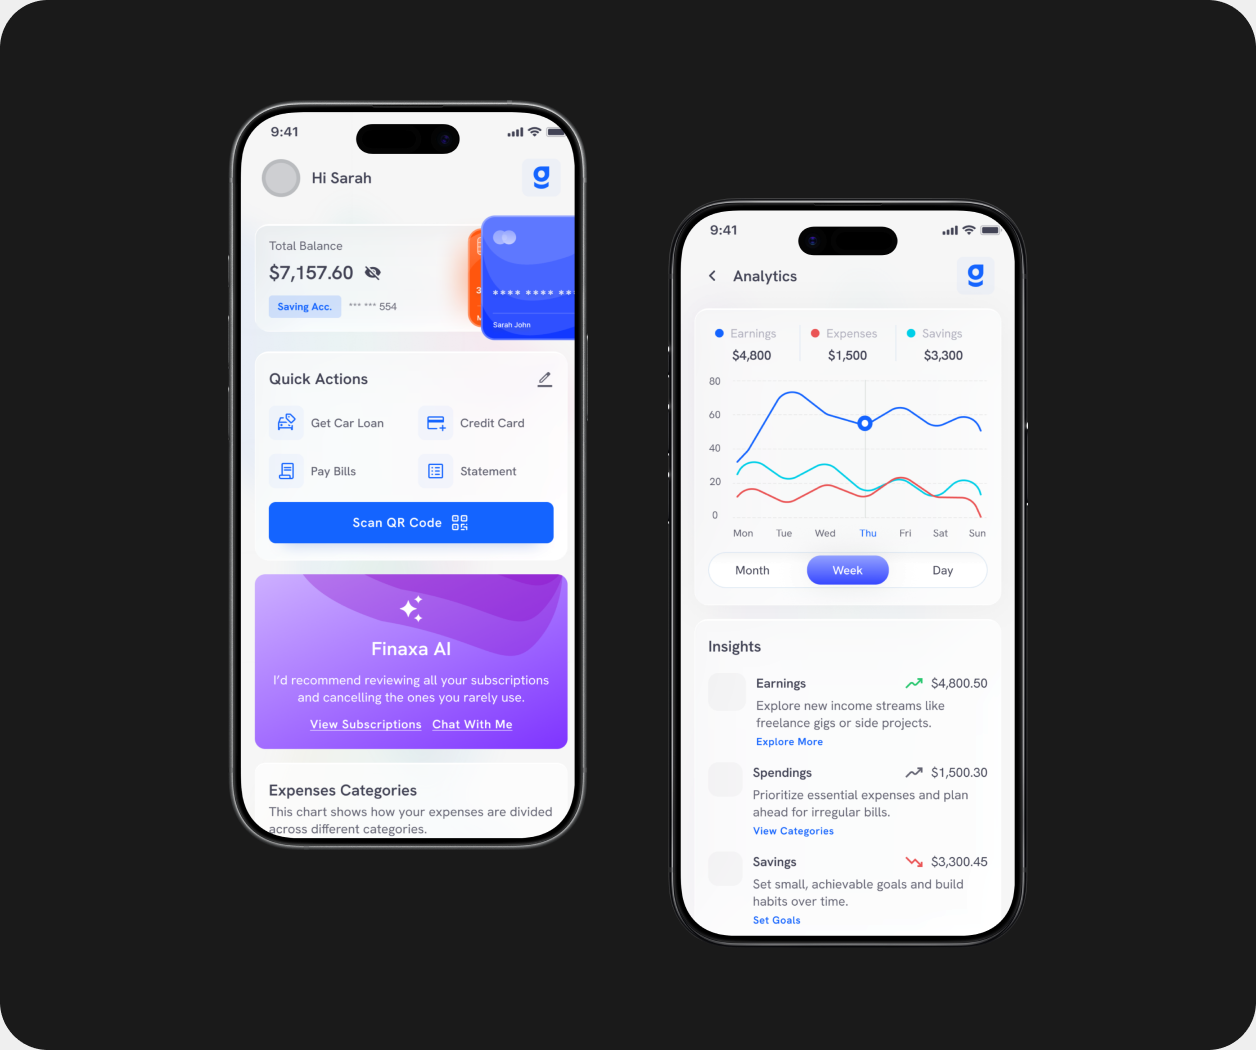 9:41
Hi Sarah
g
Total Balance
$7,157.60
Saving Acc. *** *** 554
3
**** **** **
Sarah John
Quick Actions
Get Car Loan
Credit Card
Pay Bills
Statement
Scan QR Code
Finaxa AI
I'd recommend reviewing all your subscriptions
and cancelling the ones you rarely use.
View Subscriptions Chat With Me
Expenses Categories
This chart shows how your expenses are divided
across different categories.
9:41
Analytics
g
Earnings Expenses Savings
$4,800 $1,500 $3,300
80
60
40
20
0
Mon Tue Wed Thu Fri Sat Sun
Month Week Day
Insights
Earnings $4,800.50
Explore new income streams like
freelance gigs or side projects.
Explore More
Spendings $1,500.30
Prioritize essential expenses and plan
ahead for irregular bills.
View Categories
Savings $3,300.45
Set small, achievable goals and build
habits over time.
Set Goals